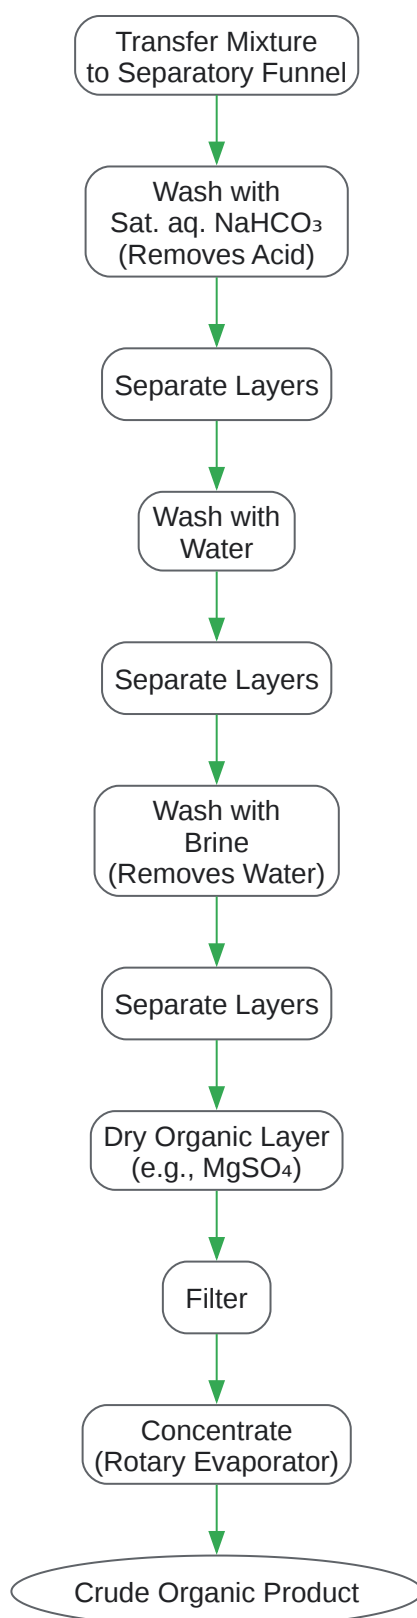 Transfer Mixture
to Separatory Funnel
Wash with
Sat. aq. NaHCO₃
(Removes Acid)
Separate Layers
Wash with
Water
Separate Layers
Wash with
Brine
(Removes Water)
Separate Layers
Dry Organic Layer
(e.g., MgSO₄)
Filter
Concentrate
(Rotary Evaporator)
Crude Organic Product